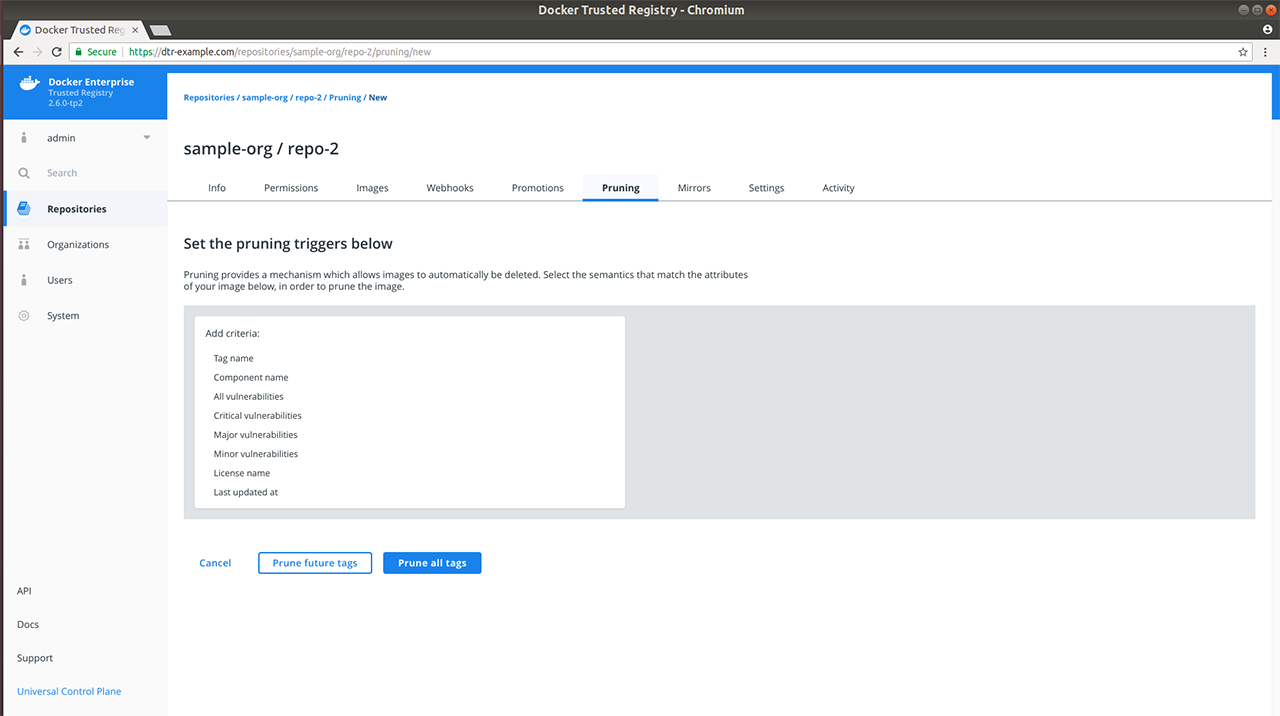 Docker Trusted Registry - Chromium
Docker Trusted Reg
Secure https://dtr-example.com/repositories/sample-org/repo-2/pruning/new
Docker Enterprise
Trusted Registry
2.6.0-tp2
admin
Search
Repositories
Organizations
Users
System
API
Docs
Support
Universal Control Plane
Repositories / sample-org / repo-2 / Pruning / New
sample-org / repo-2
Info Permissions Images Webhooks Promotions Pruning Mirrors Settings Activity
Set the pruning triggers below
Pruning provides a mechanism which allows images to automatically be deleted. Select the semantics that match the attributes
of your image below, in order to prune the image.
Add criteria:
Tag name
Component name
All vulnerabilities
Critical vulnerabilities
Major vulnerabilities
Minor vulnerabilities
License name
Last updated at
Cancel Prune future tags Prune all tags